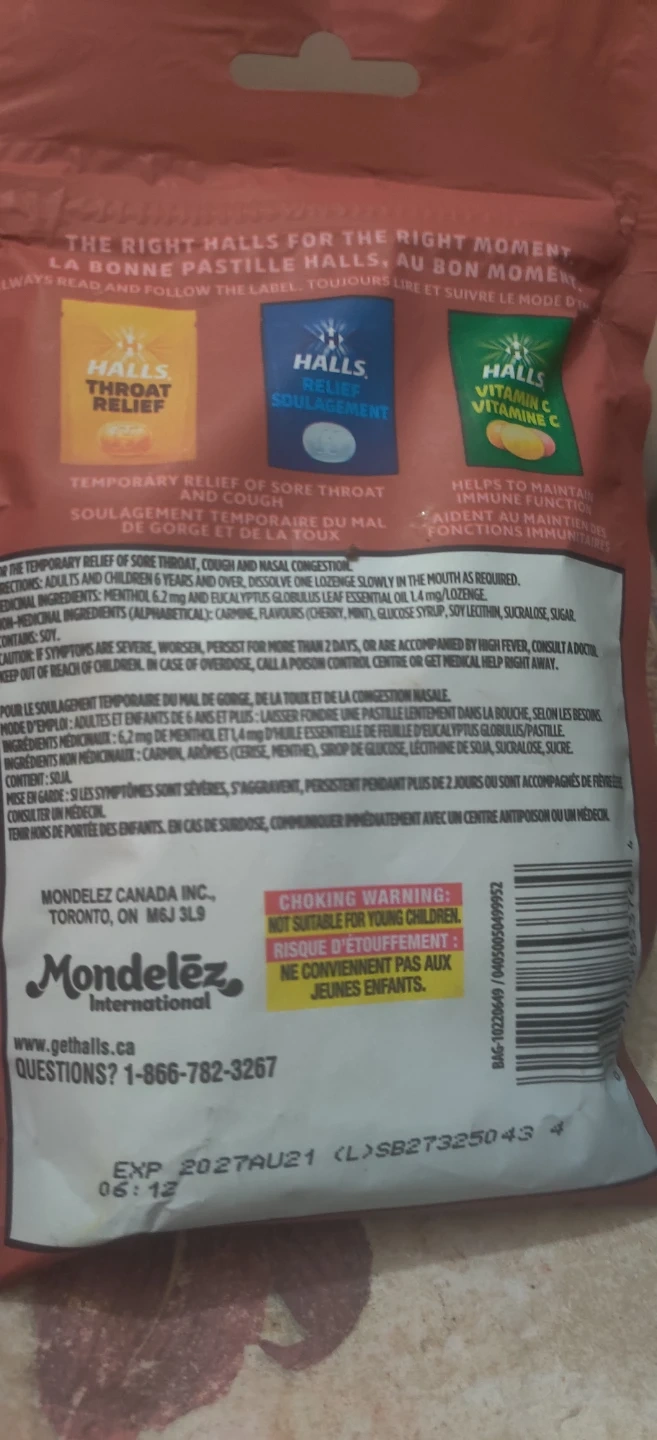 THE RIGHT HALLS FOR THE RIGHT MOMENT.
LA BONNE PASTILLE HALLS, AU BON MOMENT.
ALWAYS READ AND FOLLOW THE LABEL. TOUJOURS LIRE ET SUIVRE LE MODE
HALLS
THROAT
RELIEF
HALLS
RELIEF
SOULAGEMENT
HALLS
VITAMIN C
VITAMINE C
TEMPORARY RELIEF OF SORE THROAT
AND COUGH
SOULAGEMENT TEMPORAIRE DU MAL
DE GORGE ET DE LA TOUX
HELPS TO MAINTAIN
IMMUNE FUNCTION
AIDENT AU MAINTIEN DES
FONCTIONS IMMUNITAIRES
THE TEMPORARY RELIEF OF SORE THROAT, COUGH AND NASAL CONGESTION.
DIRECTIONS: ADULTS AND CHILDREN 6 YEARS AND OVER, DISSOLVE ONE LOZENGE SLOWLY IN THE MOUTH AS REQUIRED.
MEDICINAL INGREDIENTS: MENTHOL 6.2 mg AND EUCALYPTUS GLOBULUS LEAF ESSENTIAL OIL 1.4 mg/LOZENGE.
NON-MEDICINAL INGREDIENTS (ALPHABETICAL): CARMINE, FLAVOURS (CHERRY, MINT), GLUCOSE SYRUP, SOY LECITHIN, SUCRALOSE, SUGAR.
CONTAINS: SOY.
CAUTION: IF SYMPTOMS ARE SEVERE, WORSEN, PERSIST FOR MORE THAN 2 DAYS, OR ARE ACCOMPANIED BY HIGH FEVER, CONSULT A DOCTOR.
KEEP OUT OF REACH OF CHILDREN. IN CASE OF OVERDOSE, CALL A POISON CONTROL CENTRE OR GET MEDICAL HELP RIGHT AWAY.
POUR LE SOULAGEMENT TEMPORAIRE DU MAL DE GORGE, DE LA TOUX ET DE LA CONGESTION NASALE.
MODE D'EMPLOI : ADULTES ET ENFANTS DE 6 ANS ET PLUS : LAISSER FONDRE UNE PASTILLE LENTEMENT DANS LA BOUCHE, SELON LES BESOINS.
INGRÉDIENTS MÉDICINAUX : 6,2 mg DE MENTHOL ET 1,4 mg D'HUILE ESSENTIELLE DE FEUILLE D'EUCALYPTUS GLOBULUS/PASTILLE.
INGRÉDIENTS NON MÉDICINAUX : CARMIN, ARÔMES (CERISE, MENTHE), SIROP DE GLUCOSE, LÉCITHINE DE SOJA, SUCRALOSE, SUCRE.
CONTIENT : SOJA.
MISE EN GARDE : SI LES SYMPTÔMES SONT SÉVÈRES, S'AGGRAVENT, PERSISTENT PENDANT PLUS DE 2 JOURS OU SONT ACCOMPAGNÉS DE FIÈVRE
CONSULTER UN MÉDECIN.
TENIR HORS DE PORTÉE DES ENFANTS. EN CAS DE SURDOSE, COMMUNIQUER IMMÉDIATEMENT AVEC UN CENTRE ANTIPOISON OU UN MÉDECIN.
MONDELEZ CANADA INC.,
TORONTO, ON M6J 3L9
Mondelēz,
International
www.gethalls.ca
QUESTIONS? 1-866-782-3267
CHOKING WARNING:
NOT SUITABLE FOR YOUNG CHILDREN.
RISQUE D'ÉTOUFFEMENT :
NE CONVIENNENT PAS AUX
JEUNES ENFANTS.
BAG-10220649 / 04050050499952
EXP 2027AU21 (L)SB27325043 4
06:12